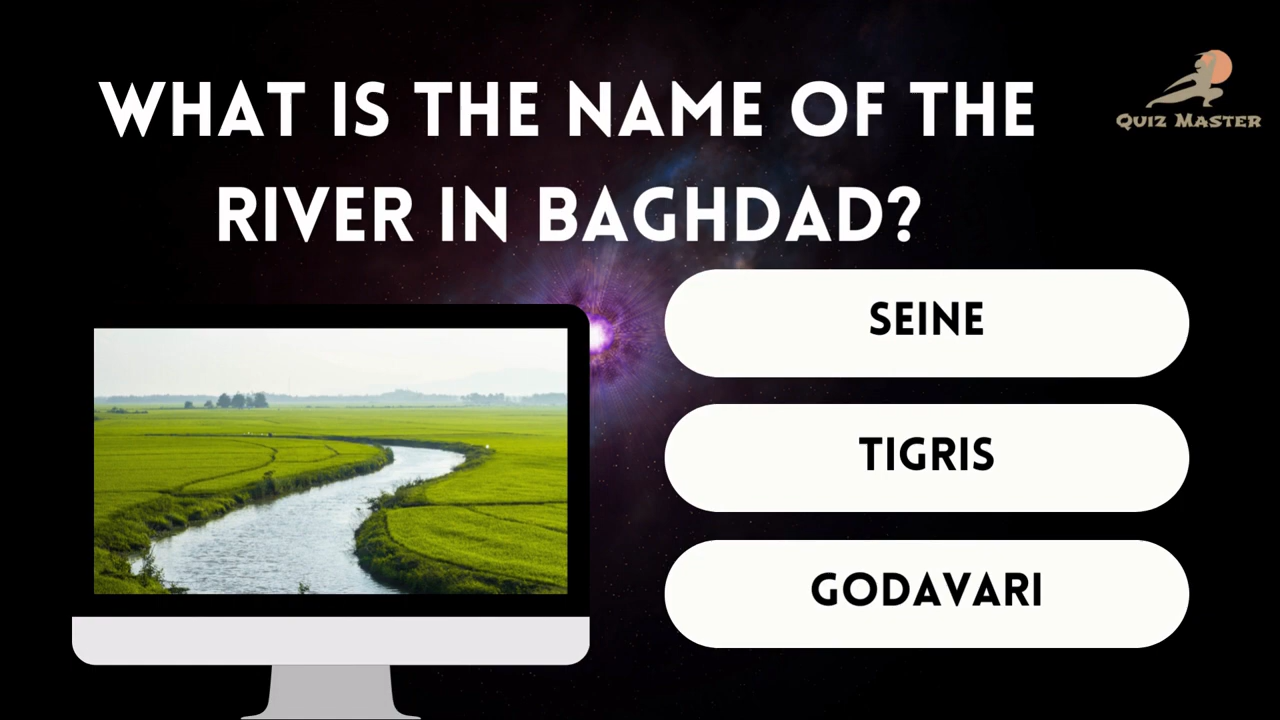 WHAT IS THE NAME OF THE
RIVER IN BAGHDAD?
QUIZ MASTER
SEINE
TIGRIS
GODAVARI